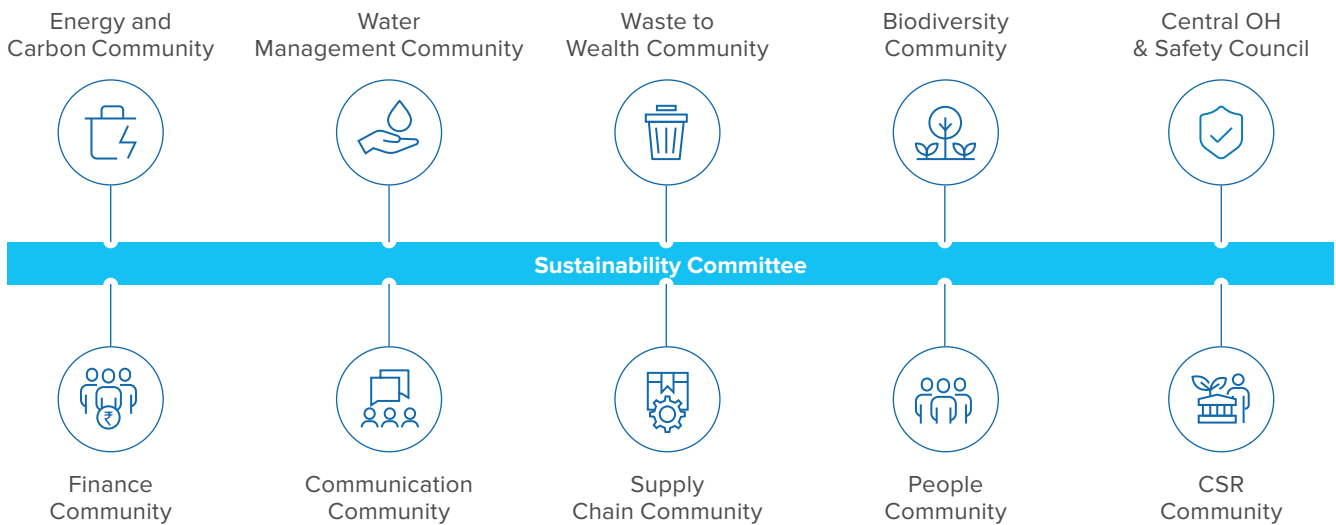 Energy and
Carbon Community
Water
Management Community
Waste to
Wealth Community
Biodiversity
Community
Central OH
& Safety Council
Sustainability Committee
₹
Finance
Community
Communication
Community
Supply
Chain Community
People
Community
CSR
Community